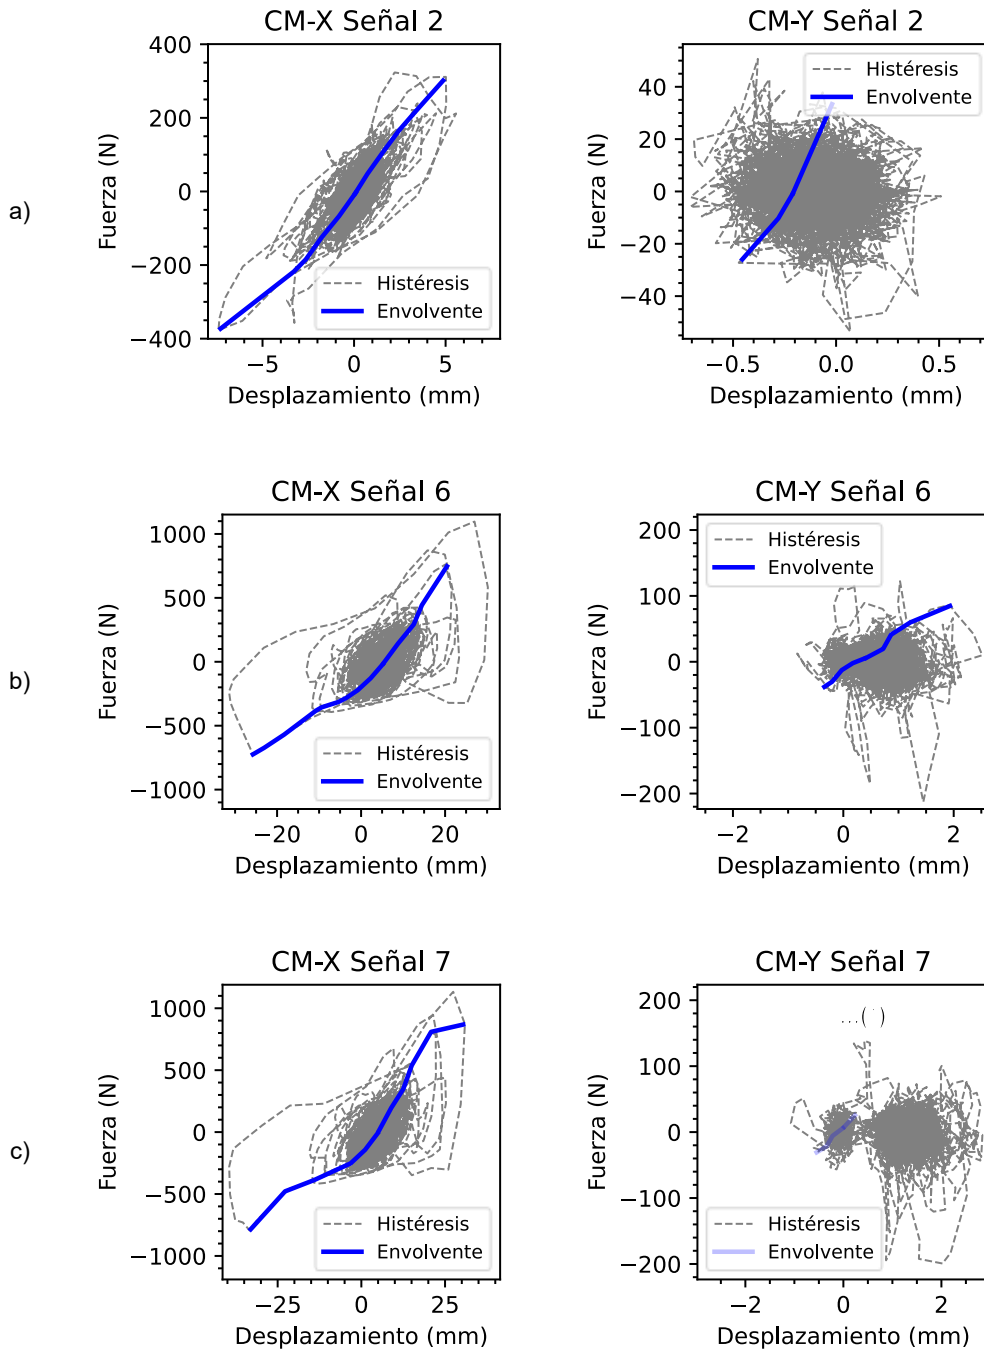 CM-X Señal 2
CM-Y Señal 2
a)
Fuerza (N)
400
200
0
−200
−400
−5
0
5
Desplazamiento (mm)
Histéresis
Envolvente
Fuerza (N)
40
20
0
−20
−40
−0.5
0.0
0.5
Desplazamiento (mm)
Histéresis
Envolvente
CM-X Señal 6
CM-Y Señal 6
b)
Fuerza (N)
1000
500
0
−500
−1000
−20
0
20
Desplazamiento (mm)
Histéresis
Envolvente
Fuerza (N)
200
100
0
−100
−200
−2
0
2
Desplazamiento (mm)
Histéresis
Envolvente
CM-X Señal 7
CM-Y Señal 7
c)
Fuerza (N)
1000
500
0
−500
−1000
−25
0
25
Desplazamiento (mm)
Histéresis
Envolvente
Fuerza (N)
200
100
0
−100
−200
−2
0
2
Desplazamiento (mm)
Histéresis
Envolvente